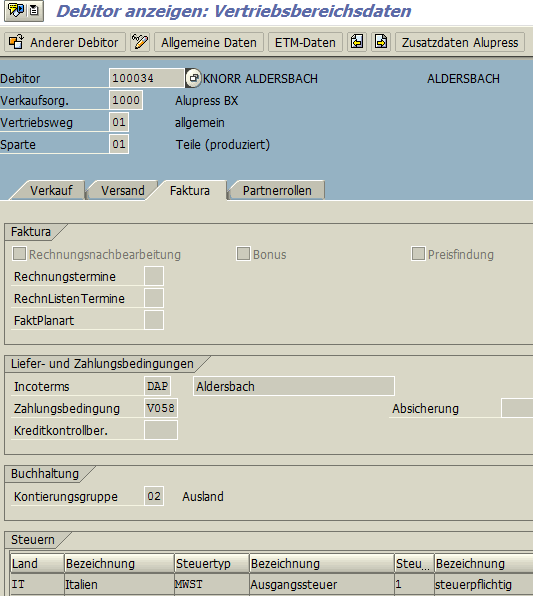 Debitor anzeigen: Vertriebsbereichsdaten
Anderer Debitor Allgemeine Daten ETM-Daten Zusatzdaten Alupress
Debitor 100034 KNORR ALDERSBACH ALDERSBACH
Verkaufsorg. 1000 Alupress BX
Vertriebsweg 01 allgemein
Sparte 01 Teile (produziert)
Verkauf Versand Faktura Partnerrollen
Faktura
Rechnungsnachbearbeitung Bonus Preisfindung
Rechnungstermine
RechnListenTermine
FaktPlanart
Liefer- und Zahlungsbedingungen
Incoterms DAP Aldersbach
Zahlungsbedingung V058 Absicherung
Kreditkontrollber.
Buchhaltung
Kontierungsgruppe 02 Ausland
Steuern
Land Bezeichnung Steuertyp Bezeichnung Steu... Bezeichnung
IT Italien MWST Ausgangssteuer 1 steuerpflichtig